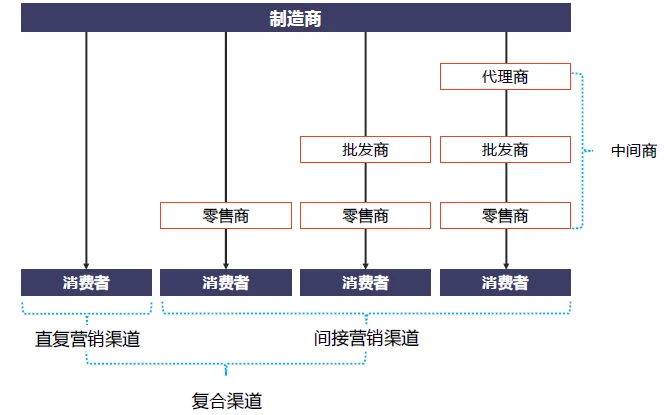 制造商
代理商
批发商
批发商
中间商
零售商
零售商
零售商
消费者
消费者
消费者
消费者
直复营销渠道
间接营销渠道
复合渠道